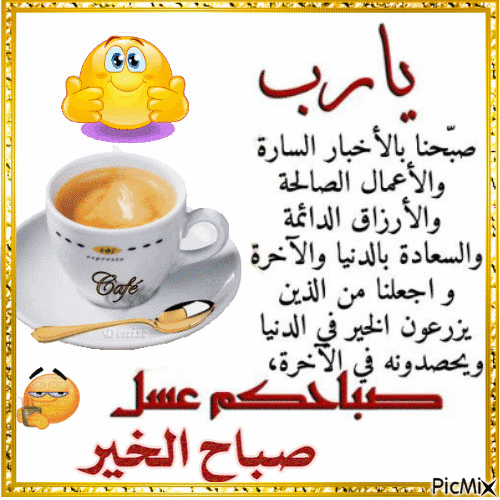 يارب
صبّحنا بالأخبار السارة
والأعمال الصالحة
والأرزاق الدائمة
والسعادة بالدنيا والآخرة
و اجعلنا من الذين
يزرعون الخير في الدنيا
ويحصدونه في الآخرة،
صباحكم عسل
صباح الخير
espresso
Café
PicMix